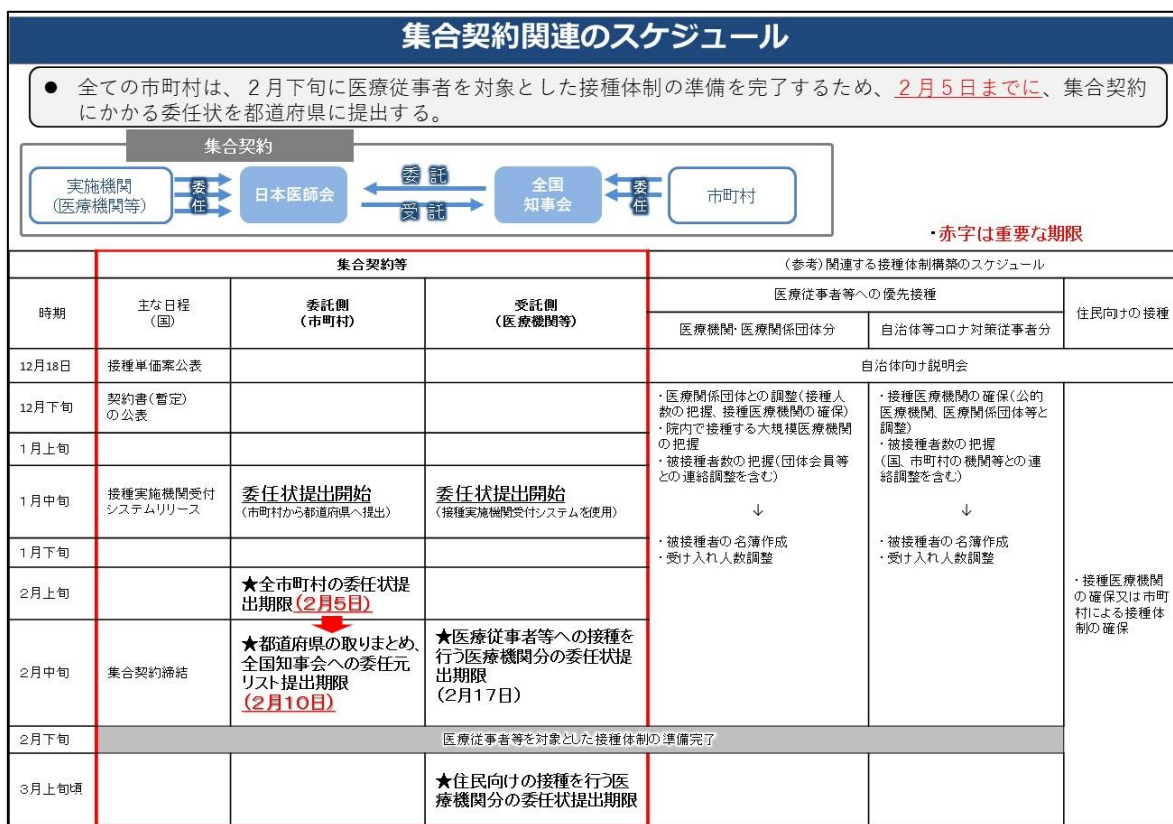 集合契約関連のスケジュール
● 全ての市町村は、２月下旬に医療従事者を対象とした接種体制の準備を完了するため、２月５日までに、集合契約
にかかる委任状を都道府県に提出する。
集合契約
実施機関
(医療機関等)
委任
日本医師会
委託
受託
全国
知事会
委任
市町村
・赤字は重要な期限
集合契約等
(参考)関連する接種体制構築のスケジュール
時期
主な日程
(国)
委託側
(市町村)
受託側
(医療機関等)
医療従事者等への優先接種
住民向けの接種
医療機関・医療関係団体分
自治体等コロナ対策従事者分
12月18日
接種単価案公表
自治体向け説明会
12月下旬
契約書(暫定)
の公表
・医療関係団体との調整(接種人
数の把握、接種医療機関の確保)
・院内で接種する大規模医療機関
の把握
・被接種者数の把握(団体会員等
との連絡調整を含む)
↓
・被接種者の名簿作成
・受け入れ人数調整
・接種医療機関の確保(公的
医療機関、医療関係団体等と
調整)
・被接種者数の把握
(国、市町村の機関等との連
絡調整を含む)
↓
・被接種者の名簿作成
・受け入れ人数調整
・接種医療機関
の確保又は市町
村による接種体
制の確保
1月上旬
1月中旬
接種実施機関受付
システムリリース
委任状提出開始
(市町村から都道府県へ提出)
委任状提出開始
(接種実施機関受付システムを使用)
1月下旬
2月上旬
★全市町村の委任状提
出期限(2月5日)
2月中旬
集合契約締結
★都道府県の取りまとめ、
全国知事会への委任元
リスト提出期限
(2月10日)
★医療従事者等への接種を
行う医療機関分の委任状提
出期限
(2月17日)
2月下旬
医療従事者等を対象とした接種体制の準備完了
3月上旬頃
★住民向けの接種を行う医
療機関分の委任状提出期限